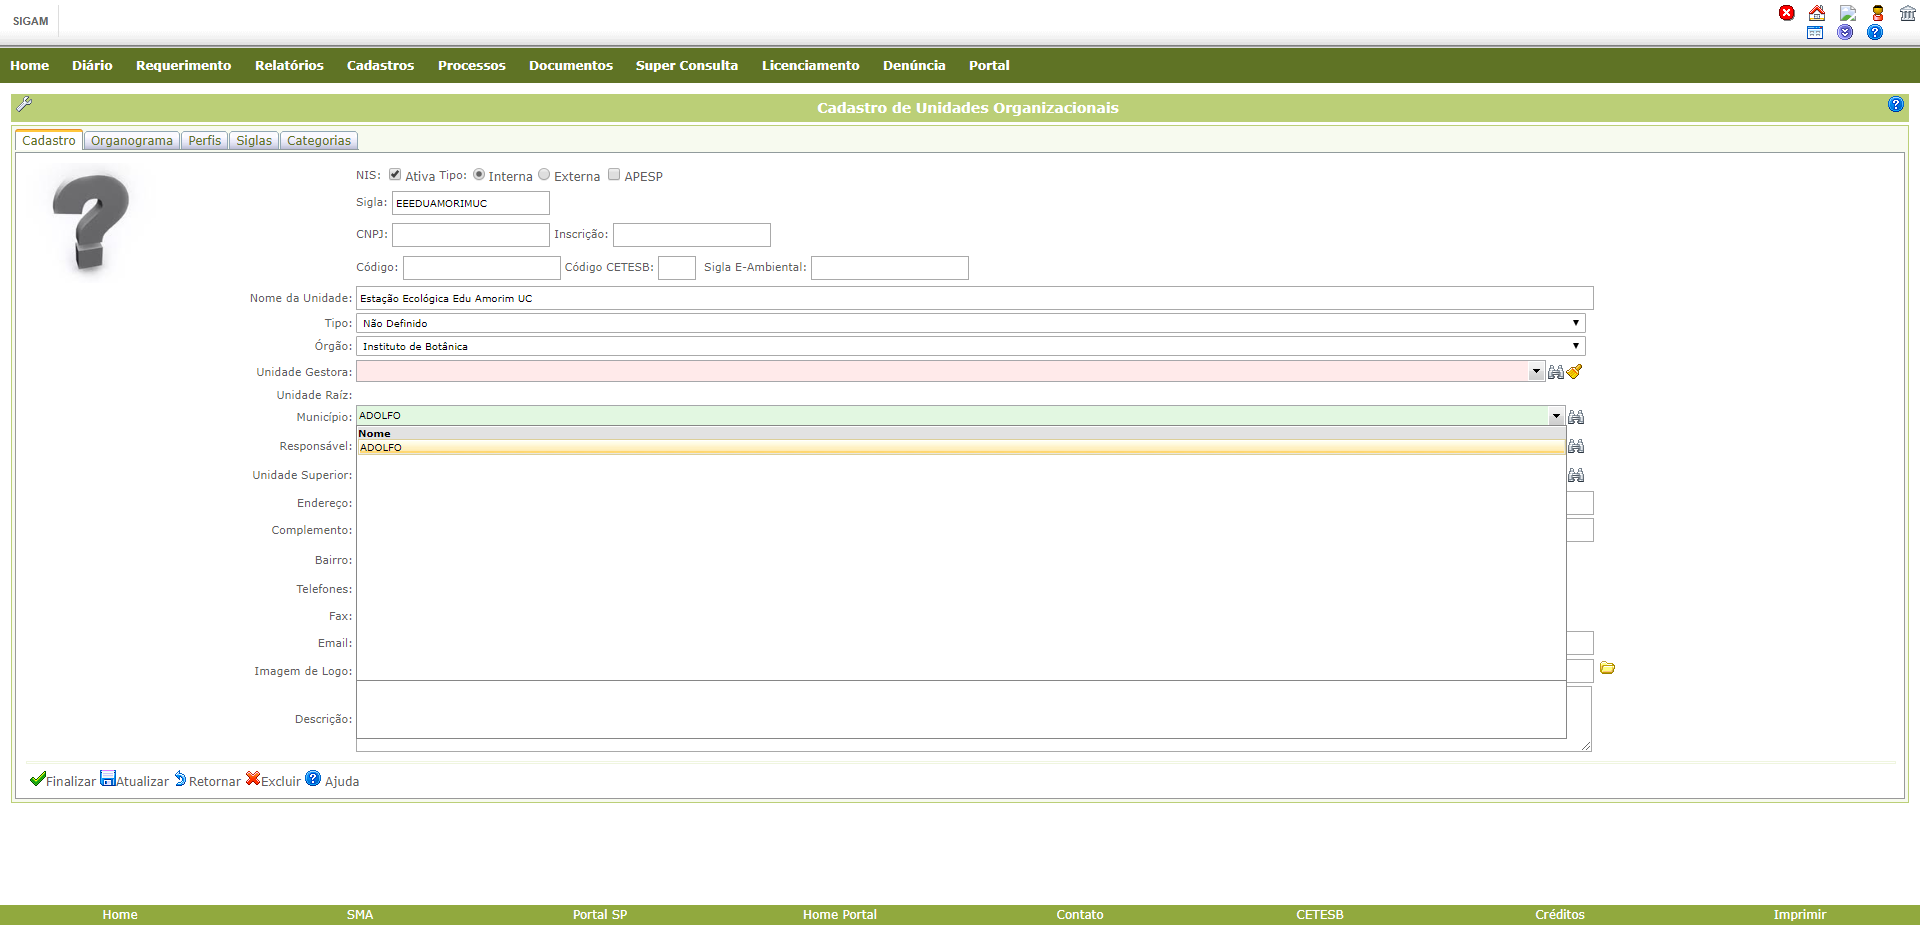 SIGAM
Home Diário Requerimento Relatórios Cadastros Processos Documentos Super Consulta Licenciamento Denúncia Portal
Cadastro de Unidades Organizacionais
Cadastro Organograma Perfis Siglas Categorias
NIS: Ativa Tipo: Interna Externa APESP
Sigla: EEEDUAMORIMUC
CNPJ: Inscrição:
Código: Código CETESB: Sigla E-Ambiental:
Nome da Unidade: Estação Ecológica Edu Amorim UC
Tipo: Não Definido
Órgão: Instituto de Botânica
Unidade Gestora:
Unidade Raíz:
Município: ADOLFO
Nome
Responsável: ADOLFO
Unidade Superior:
Endereço:
Complemento:
Bairro:
Telefones:
Fax:
Email:
Imagem de Logo:
Descrição:
Finalizar Atualizar Retornar Excluir Ajuda
Home SMA Portal SP Home Portal Contato CETESB Créditos Imprimir